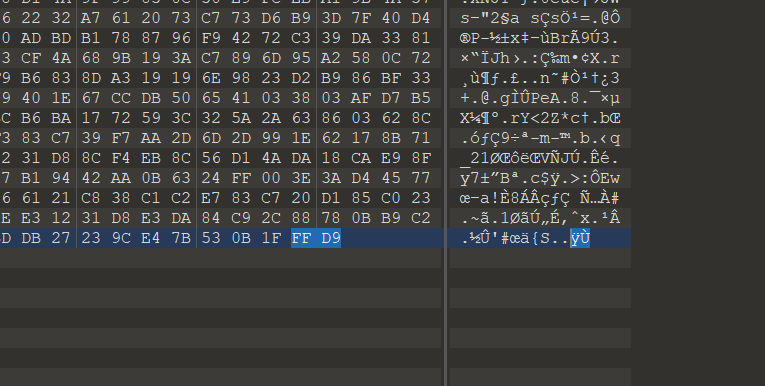 6 22 32 A7 61 20 73 C7 73 D6 B9 3D 7F 40 D4 ws–"2§a sÇsÖ¹=.@Ô
0 AD BD B1 78 87 96 F9 42 72 C3 39 DA 33 81 ®P-½±x‡–ùBrÃ9Ú3.
3 CF 4A 68 9B 19 3A C7 89 6D 95 A2 58 0C 72 ×“ÏJh›.:Ç‰m•¢X.r
9 B6 83 8D A3 19 19 6E 98 23 D2 B9 86 BF 33 ¸ù¶ƒ.£..n˜#Ò¹†¿3
9 40 1E 67 CC DB 50 65 41 03 38 03 AF D7 B5 +.@.gÌÛPeA.8.¯×µ
C B6 BA 17 72 59 3C 32 5A 2A 63 86 03 62 8C X¼¶º.rY<2Z*c†.bŒ
3 83 C7 39 F7 AA 2D 6D 2D 99 1E 62 17 8B 71 .óƒÇ9÷ª-m-™.b.‹q
2 31 D8 8C F4 EB 8C 56 D1 4A DA 18 CA E9 8F _21ØŒôëŒVÑJÚ.Êé.
7 B1 94 42 AA 0B 63 24 FF 00 3E 3A D4 45 77 ÿ7±”Bª.c$ÿ.>:ÔEw
6 61 21 C8 38 C1 C2 E7 83 C7 20 D1 85 C0 23 œ–a!È8ÁÂçƒÇ Ñ…À#
E E3 12 31 D8 E3 DA 84 C9 2C 88 78 0B B9 C2 .~ã.1ØãÚ„É,ˆx.¹Â
D DB 27 23 9C E4 7B 53 0B 1F FF D9 .½Û'#œä{S..ÿÙ